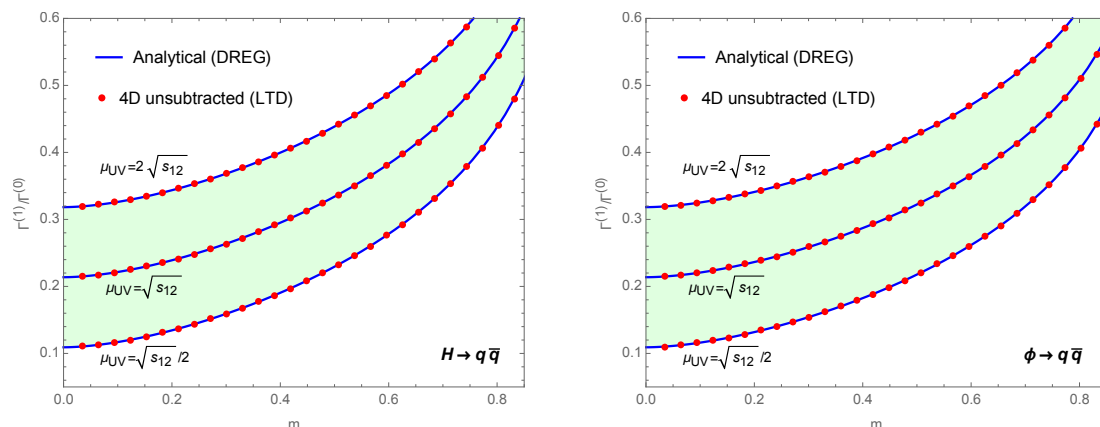 0.6
0.5
0.4
0.3
0.2
0.1
Γ(1)/Γ(0)
Analytical (DREG)
4D unsubtracted (LTD)
μUV=2 √s12
μUV=√s12
μUV=√s12 /2
H → q q̅
0.0 0.2 0.4 0.6 0.8
m
0.6
0.5
0.4
0.3
0.2
0.1
Γ(1)/Γ(0)
Analytical (DREG)
4D unsubtracted (LTD)
μUV=2 √s12
μUV=√s12
μUV=√s12 /2
ϕ → q q̅
0.0 0.2 0.4 0.6 0.8
m